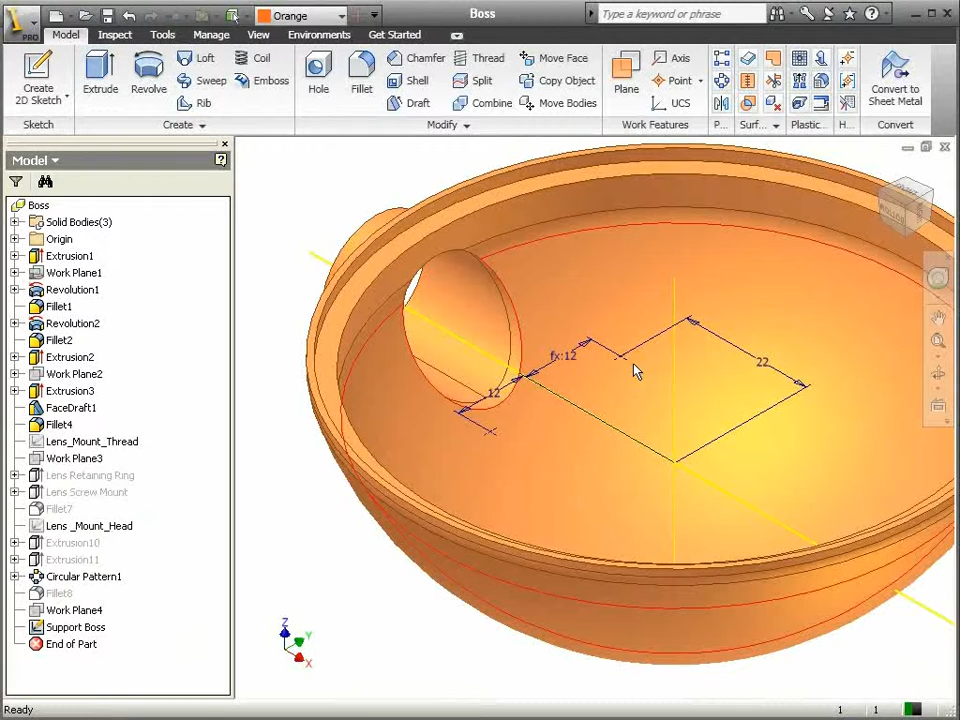 Orange
Boss
Type a keyword or phrase
PRO
Model Inspect Tools Manage View Environments Get Started
Create
2D Sketch
Extrude
Revolve
Loft
Coil
Sweep
Emboss
Rib
Hole
Fillet
Chamfer
Thread
Move Face
Shell
Split
Copy Object
Draft
Combine
Move Bodies
Plane
Axis
Point
UCS
Convert to
Sheet Metal
Sketch
Create
Modify
Work Features
P...
Surf...
Plastic...
H...
Convert
Model
Boss
Solid Bodies(3)
Origin
Extrusion1
Work Plane1
Revolution1
Fillet1
Revolution2
Fillet2
Extrusion2
Work Plane2
Extrusion3
FaceDraft1
Fillet4
Lens_Mount_Thread
Work Plane3
Lens Retaining Ring
Lens Screw Mount
Fillet7
Lens _Mount_Head
Extrusion10
Extrusion11
Circular Pattern1
Fillet8
Work Plane4
Support Boss
End of Part
fx:12
22
12
BOTTOM
Z
Y
X
Ready
1 1